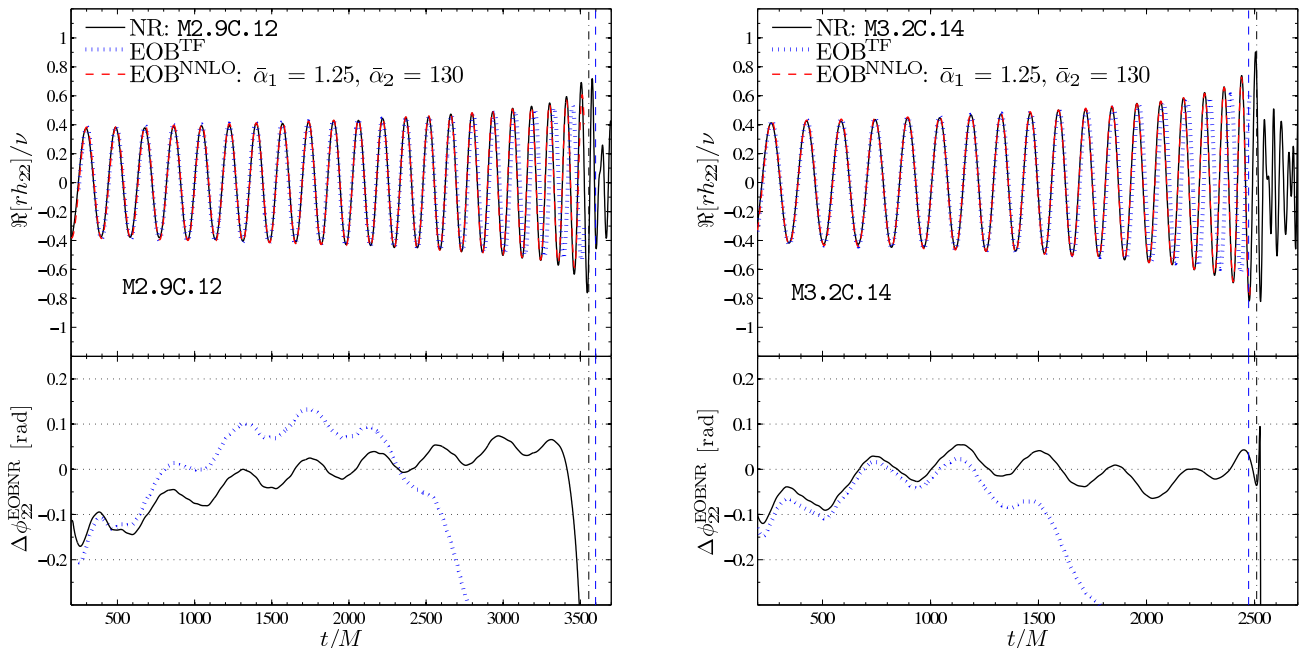 NR: M2.9C.12
EOB^TF
EOB^NNLO: ᾱ₁ = 1.25, ᾱ₂ = 130
1
0.8
0.6
0.4
0.2
0
−0.2
−0.4
−0.6
−0.8
−1
ℜ[rh₂₂]/ν
M2.9C.12
0.2
0.1
0
−0.1
−0.2
Δϕ₂₂^EOBNR [rad]
500 1000 1500 2000 2500 3000 3500
t/M
NR: M3.2C.14
EOB^TF
EOB^NNLO: ᾱ₁ = 1.25, ᾱ₂ = 130
1
0.8
0.6
0.4
0.2
0
−0.2
−0.4
−0.6
−0.8
−1
ℜ[rh₂₂]/ν
M3.2C.14
0.2
0.1
0
−0.1
−0.2
Δϕ₂₂^EOBNR [rad]
500 1000 1500 2000 2500
t/M